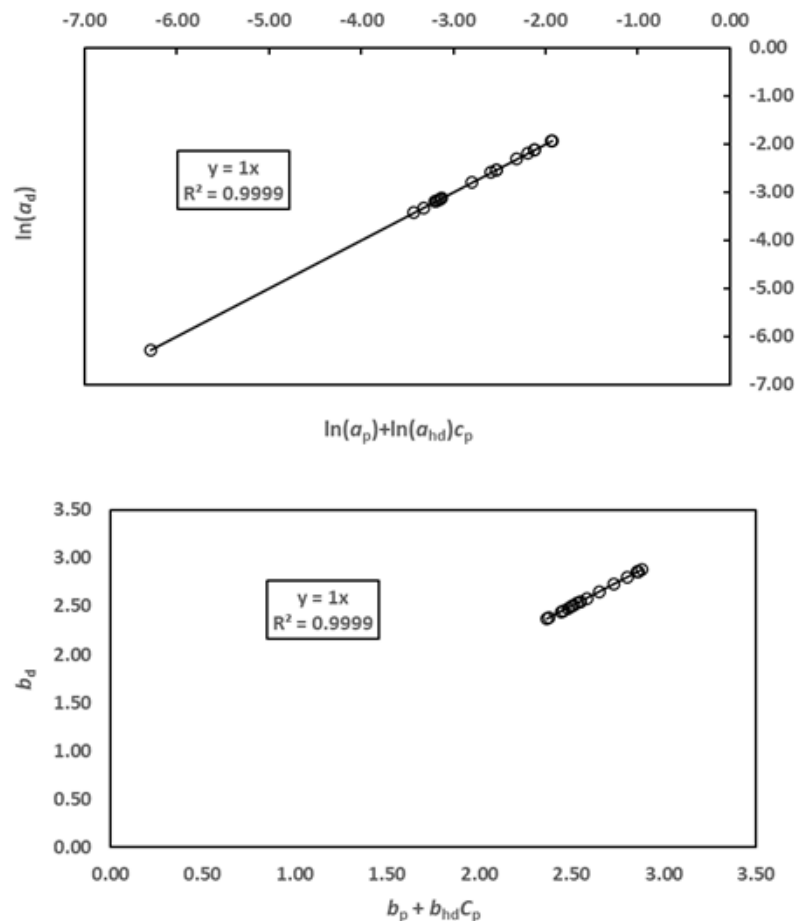 -7.00 -6.00 -5.00 -4.00 -3.00 -2.00 -1.00 0.00
0.00
-1.00
-2.00
-3.00
-4.00
-5.00
-6.00
-7.00
y = 1x
R² = 0.9999
ln(a_d)
ln(a_p)+ln(a_hd)c_p
3.50
3.00
2.50
2.00
1.50
1.00
0.50
0.00
y = 1x
R² = 0.9999
b_d
0.00 0.50 1.00 1.50 2.00 2.50 3.00 3.50
b_p + b_hdC_p